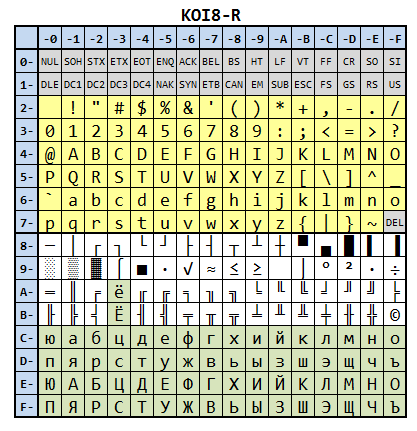 KOI8-R
-0 -1 -2 -3 -4 -5 -6 -7 -8 -9 -A -B -C -D -E -F
0- NUL SOH STX ETX EOT ENQ ACK BEL BS HT LF VT FF CR SO SI
1- DLE DC1 DC2 DC3 DC4 NAK SYN ETB CAN EM SUB ESC FS GS RS US
2- ! " # $ % & ' ( ) * + , - . /
3- 0 1 2 3 4 5 6 7 8 9 : ; < = > ?
4- @ A B C D E F G H I J K L M N O
5- P Q R S T U V W X Y Z [ \ ] ^ _
6- ` a b c d e f g h i j k l m n o
7- p q r s t u v w x y z { | } ~ DEL
8- ─ │ ┌ ┐ └ ┘ ├ ┤ ┬ ┴ ┼ ▀ ▄ █ ▌ ▐
9- ░ ▒ ▓ ⌠ ■ ∙ √ ≈ ≤ ≥ ⌡ ° ² · ÷
A- ═ ║ ╒ ё ╓ ╔ ╕ ╖ ╗ ╘ ╙ ╚ ╛ ╜ ╝ ╞
B- ╟ ╠ ╡ Ё ╢ ╣ ╤ ╥ ╦ ╧ ╨ ╩ ╪ ╫ ╬ ©
C- ю а б ц д е ф г х и й к л м н о
D- п я р с т у ж в ь ы з ш э щ ч ъ
E- Ю А Б Ц Д Е Ф Г Х И Й К Л М Н О
F- П Я Р С Т У Ж В Ь Ы З Ш Э Щ Ч Ъ